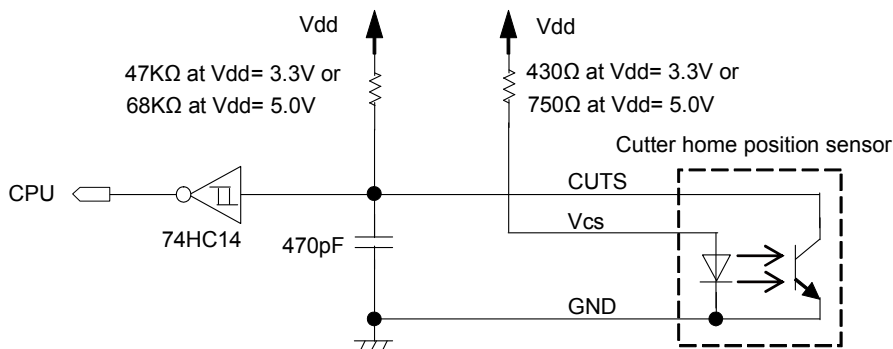 Vdd
Vdd
47KΩ at Vdd= 3.3V or
68KΩ at Vdd= 5.0V
430Ω at Vdd= 3.3V or
750Ω at Vdd= 5.0V
Cutter home position sensor
CPU
74HC14
470pF
CUTS
Vcs
GND